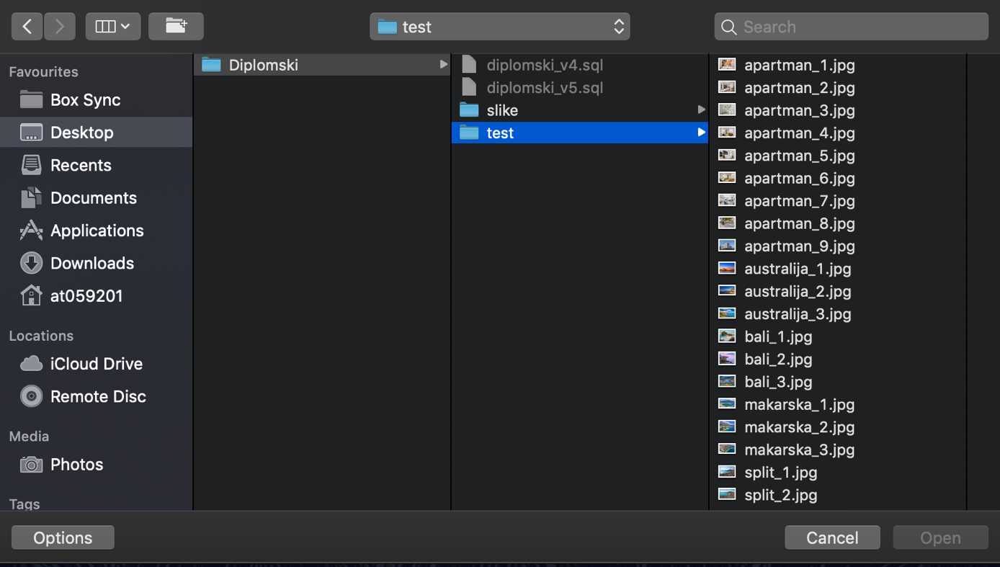 test
Search
Favourites
Box Sync
Desktop
Recents
Documents
Applications
Downloads
at059201
Locations
iCloud Drive
Remote Disc
Media
Photos
Tags
Diplomski
diplomski_v4.sql
diplomski_v5.sql
slike
test
apartman_1.jpg
apartman_2.jpg
apartman_3.jpg
apartman_4.jpg
apartman_5.jpg
apartman_6.jpg
apartman_7.jpg
apartman_8.jpg
apartman_9.jpg
australija_1.jpg
australija_2.jpg
australija_3.jpg
bali_1.jpg
bali_2.jpg
bali_3.jpg
makarska_1.jpg
makarska_2.jpg
makarska_3.jpg
split_1.jpg
split_2.jpg
Options
Cancel
Open